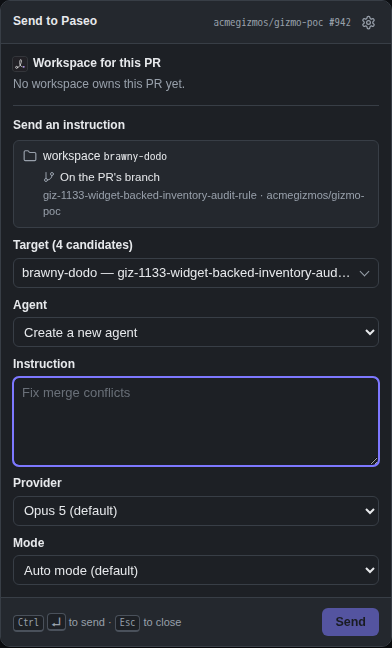 Send to Paseo
acmegizmos/gizmo-poc #942
Workspace for this PR
No workspace owns this PR yet.
Send an instruction
workspace brawny-dodo
On the PR's branch
giz-1133-widget-backed-inventory-audit-rule · acmegizmos/gizmo-
poc
Target (4 candidates)
brawny-dodo — giz-1133-widget-backed-inventory-aud…
Agent
Create a new agent
Instruction
Fix merge conflicts
Provider
Opus 5 (default)
Mode
Auto mode (default)
Ctrl ↵ to send · Esc to close
Send